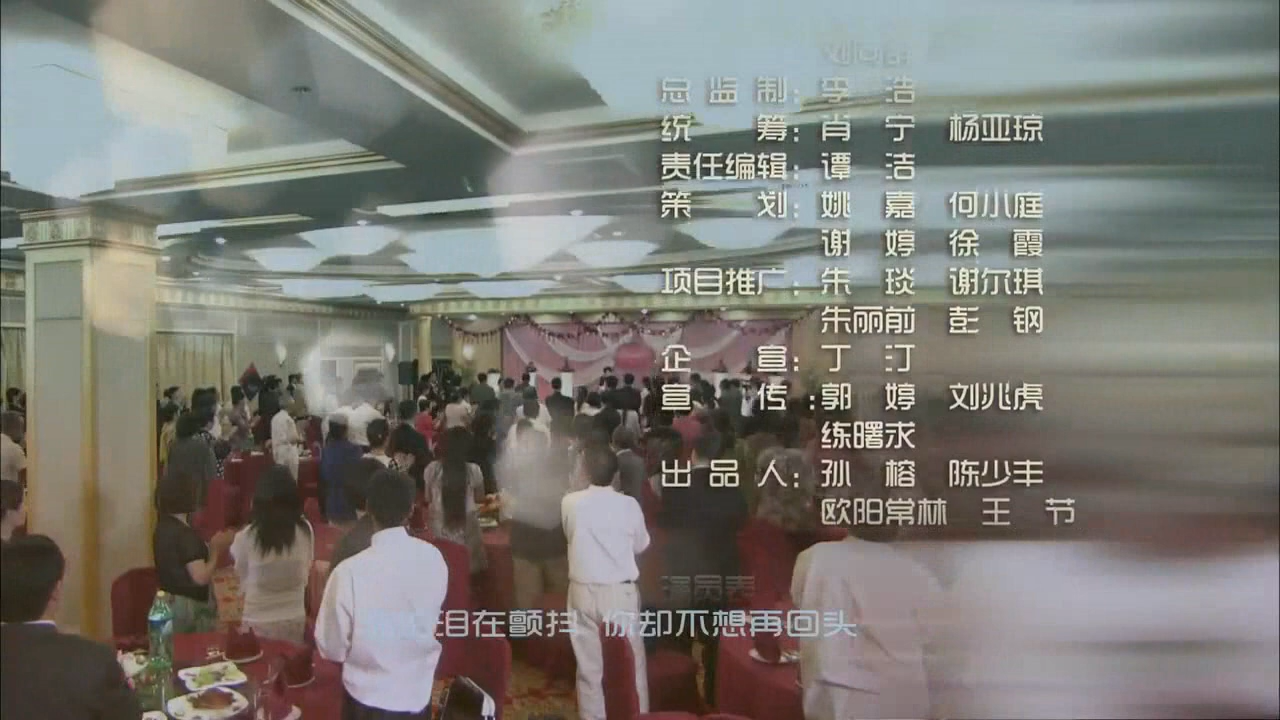 总监制：李 浩
统 筹：肖 宁 杨亚琼
责任编辑：谭 洁
策 划：姚 嘉 何小庭
谢 婷 徐 霞
项目推广：朱 琰 谢尔琪
朱丽前 彭 钢
企 宣：丁 汀
宣 传：郭 婷 刘兆虎
练曙求
出品人：孙 榕 陈少丰
欧阳常林 王 节
演员表
泪在颤抖 你却不想再回头